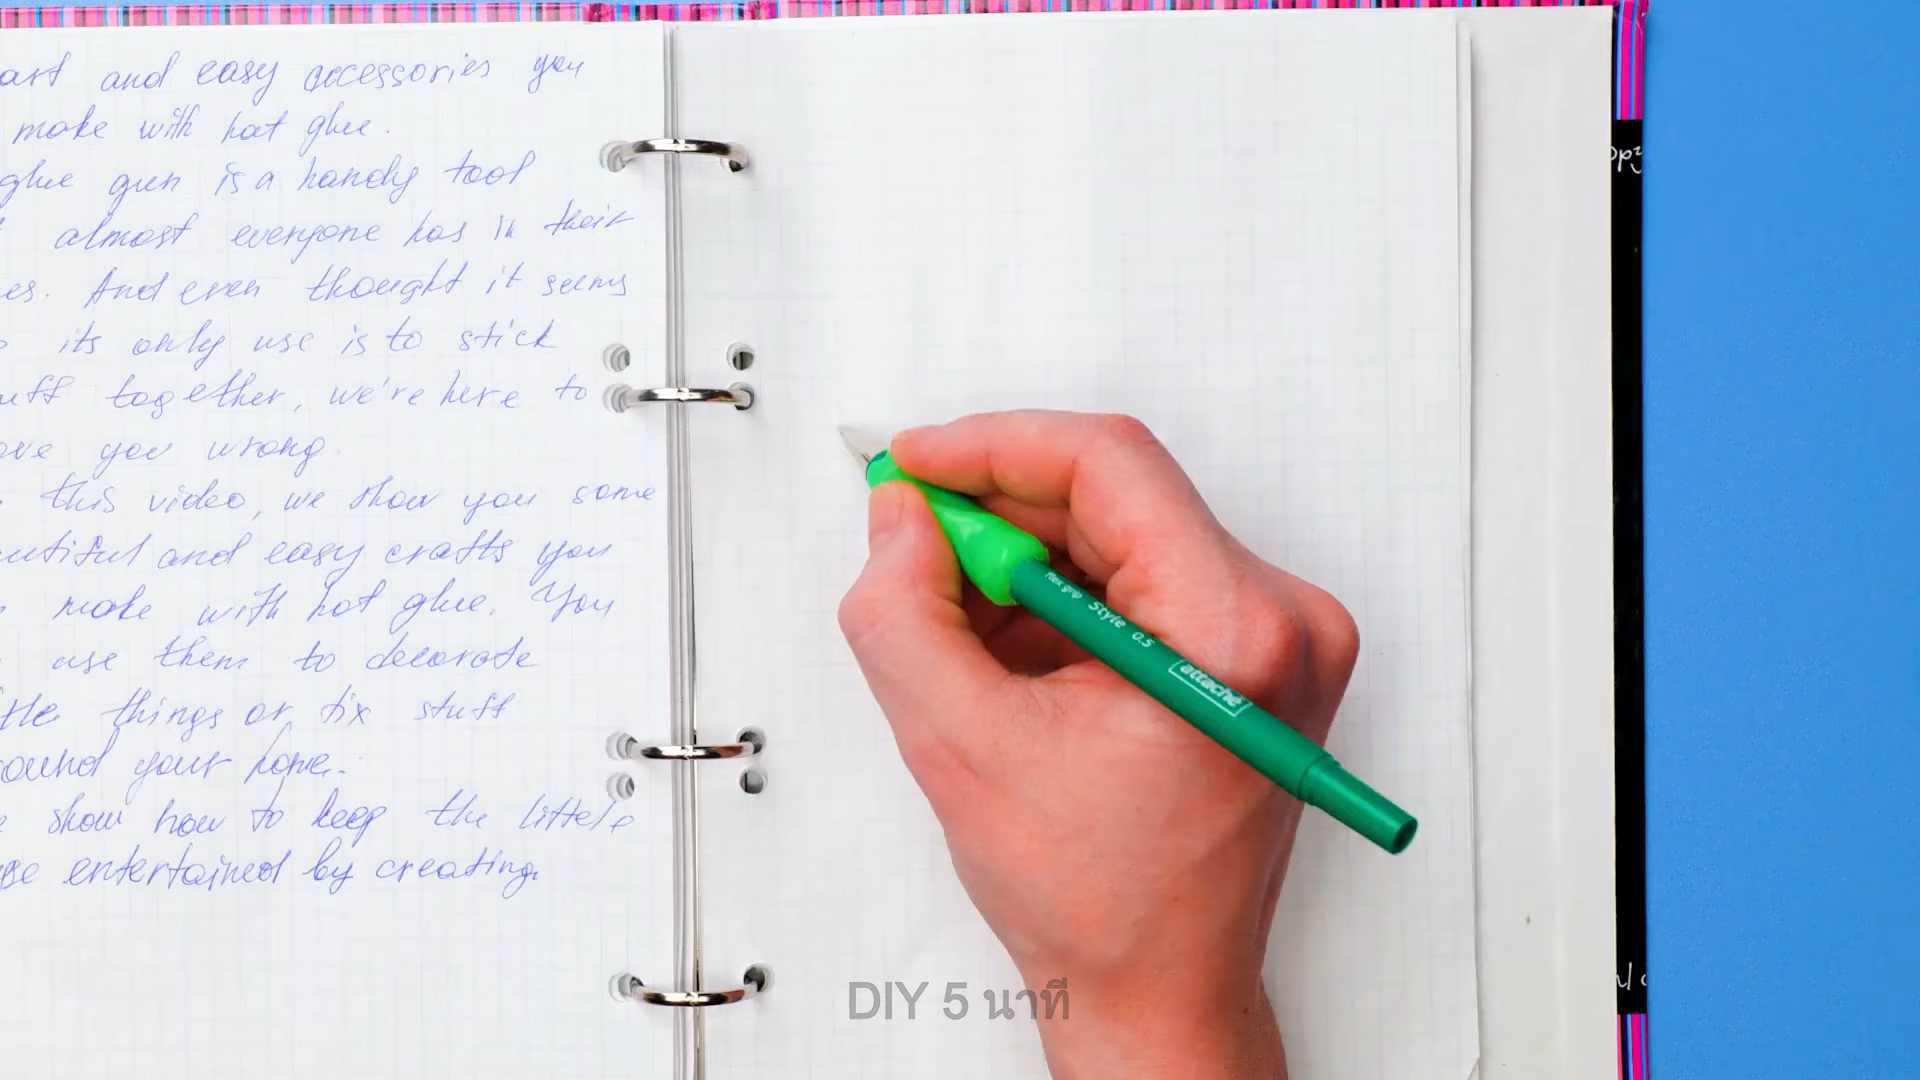 and easy accessories you
make with hot glue.
glue gun is a handy tool
almost everyone has in their
es. And even thought it seems
its only use is to stick
uff together, we're here to
ove you wrong
this video, we show you some
utiful and easy crafts you
make with hot glue. You
use them to decorate
ttle things or fix stuff
ound your home.
show how to keep the little
entertained by creating
flex grip Style 0.5
attaché
DIY 5 นาที